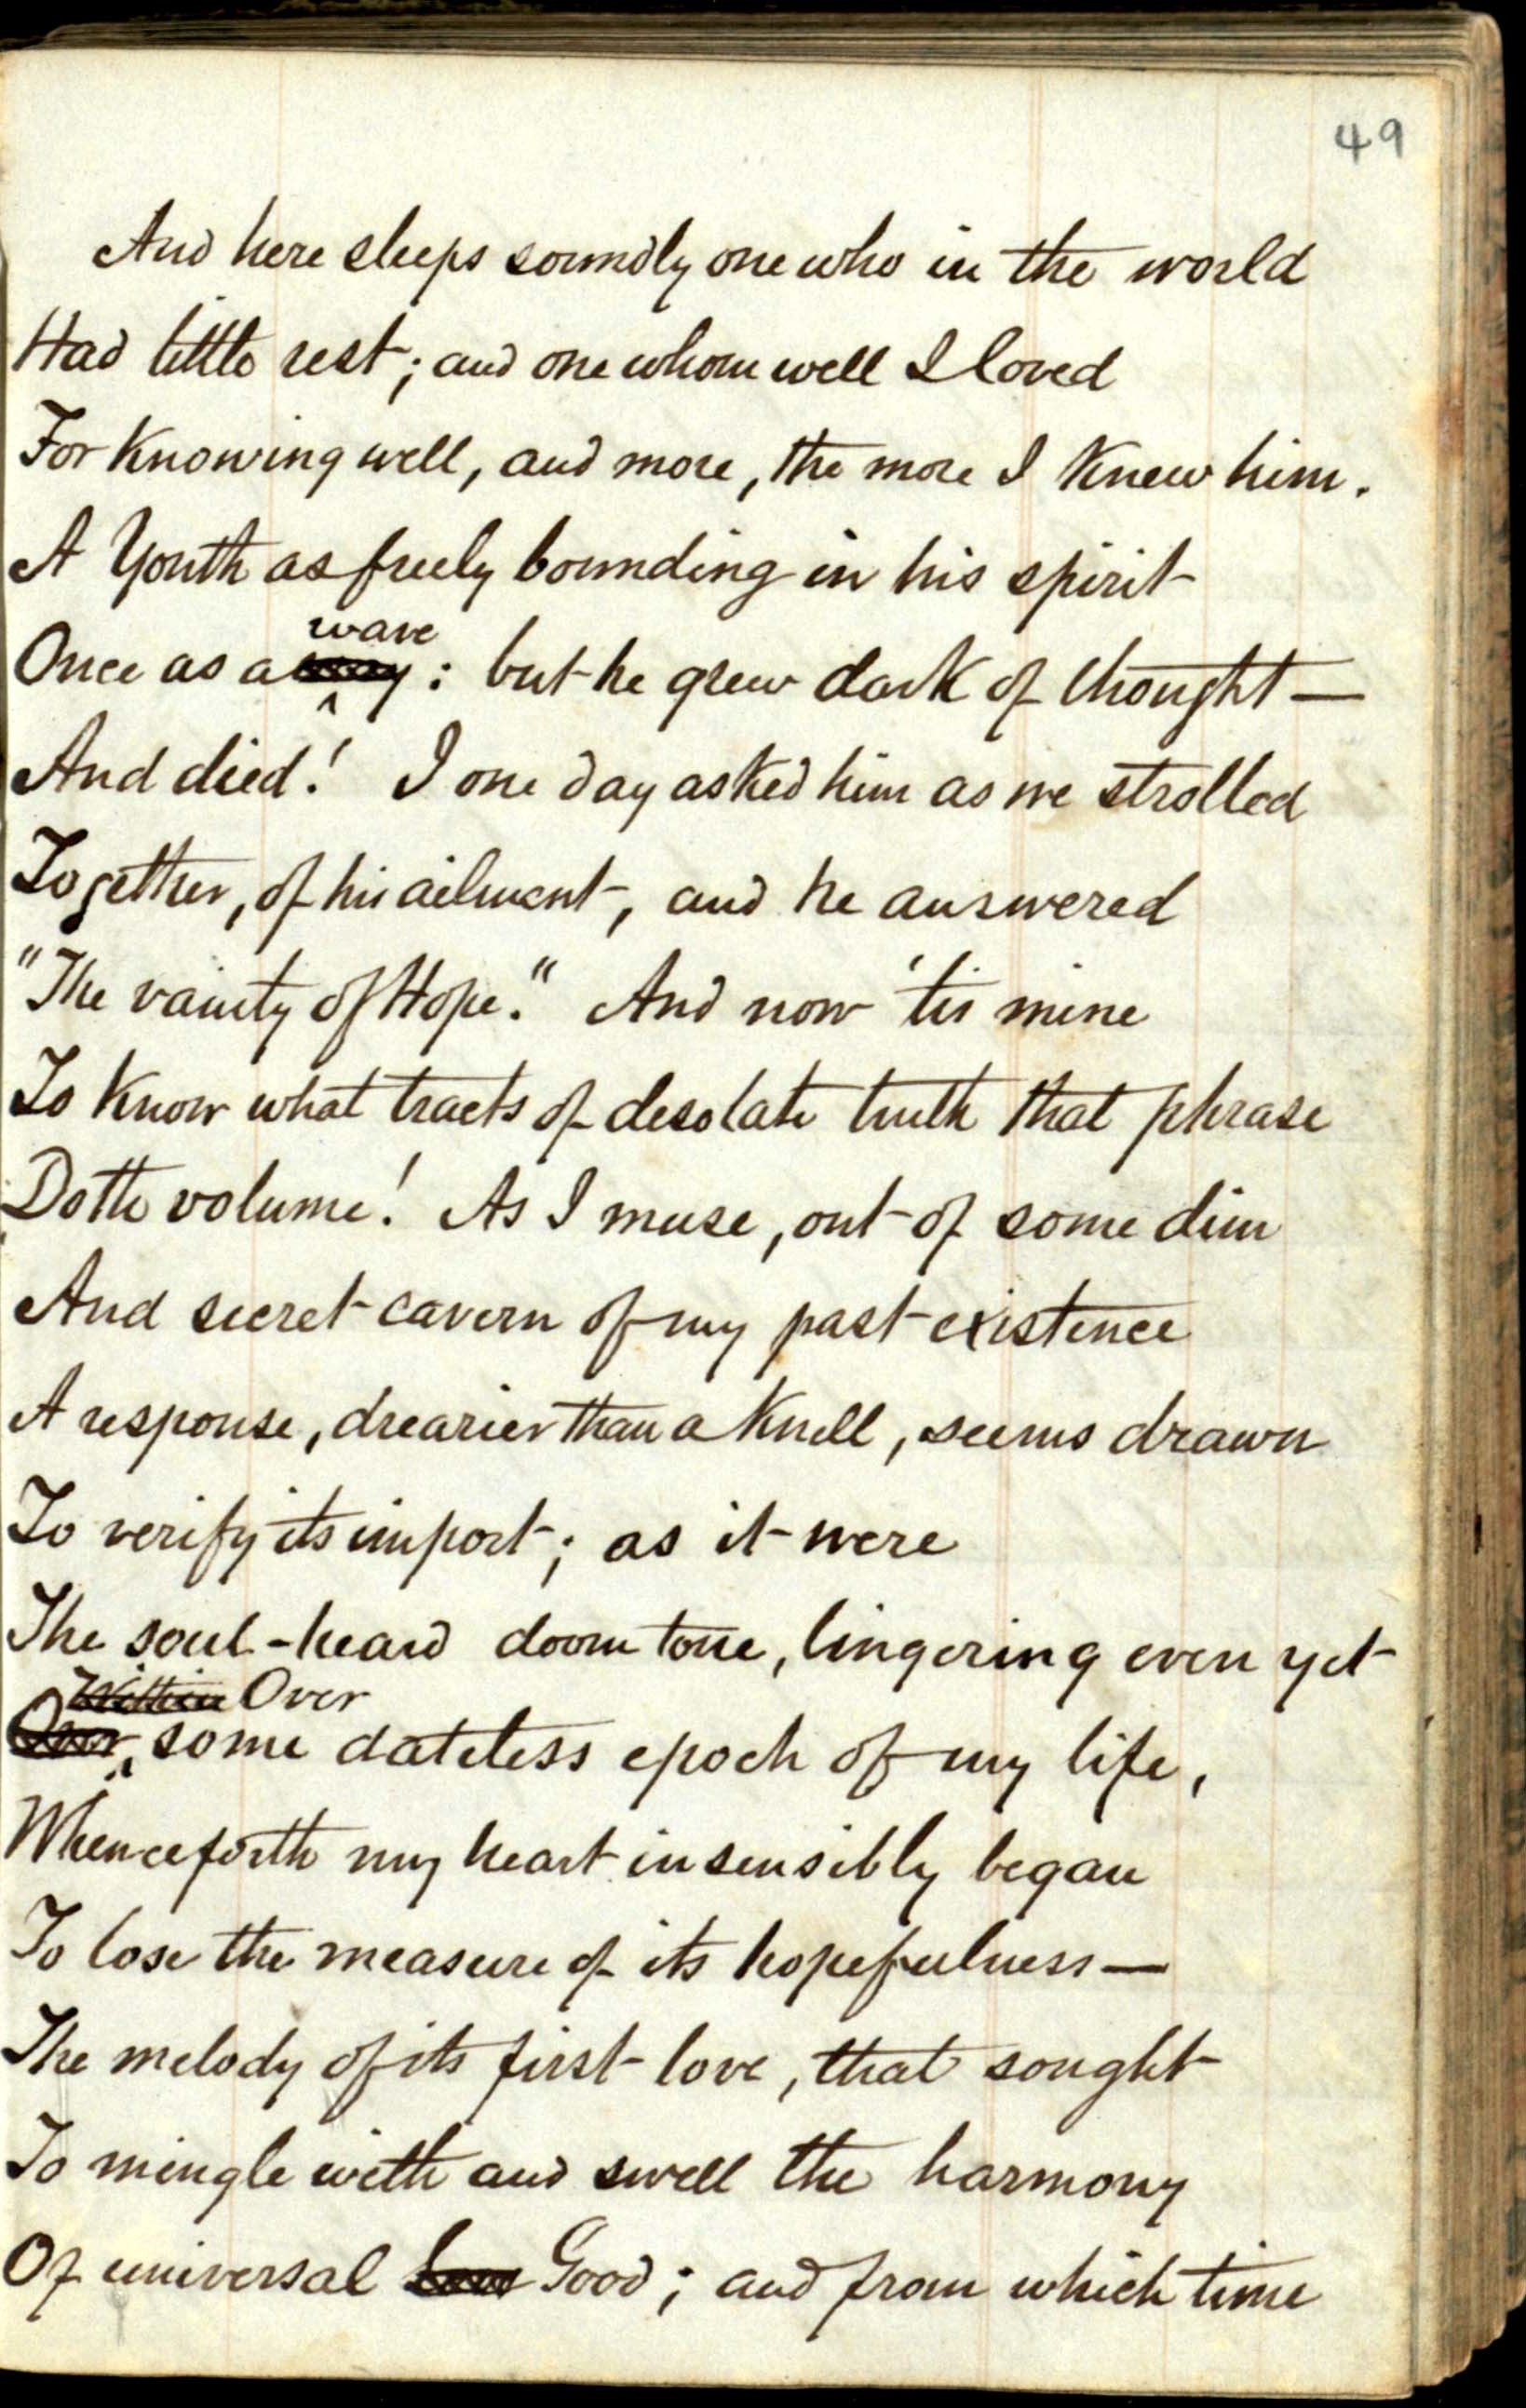 49
And here sleeps soundly one who in the world
Had little rest; and one whom well I loved
For knowing well, and more, the more I knew him.
A Youth as freely bounding in his spirit
wave
Once as a : but he grew dark of thought —
And died! I one day asked him as we strolled
Together, of his ailment, and he answered
"The vanity of Hope." And now 'tis mine
To know what tracts of desolate truth that phrase
Doth volume! As I muse, out of some dim
And secret cavern of my past existence
A response, drearier than a knell, seems drawn
To verify its import; as it were
The soul-heard doom tone, lingering even yet
Within Over
Over some dateless epoch of my life,
Whenceforth my heart insensibly began
To lose the measure of its hopefulness —
The melody of its first love, that sought
To mingle with and swell the harmony
Of universal Love Good; and from which time